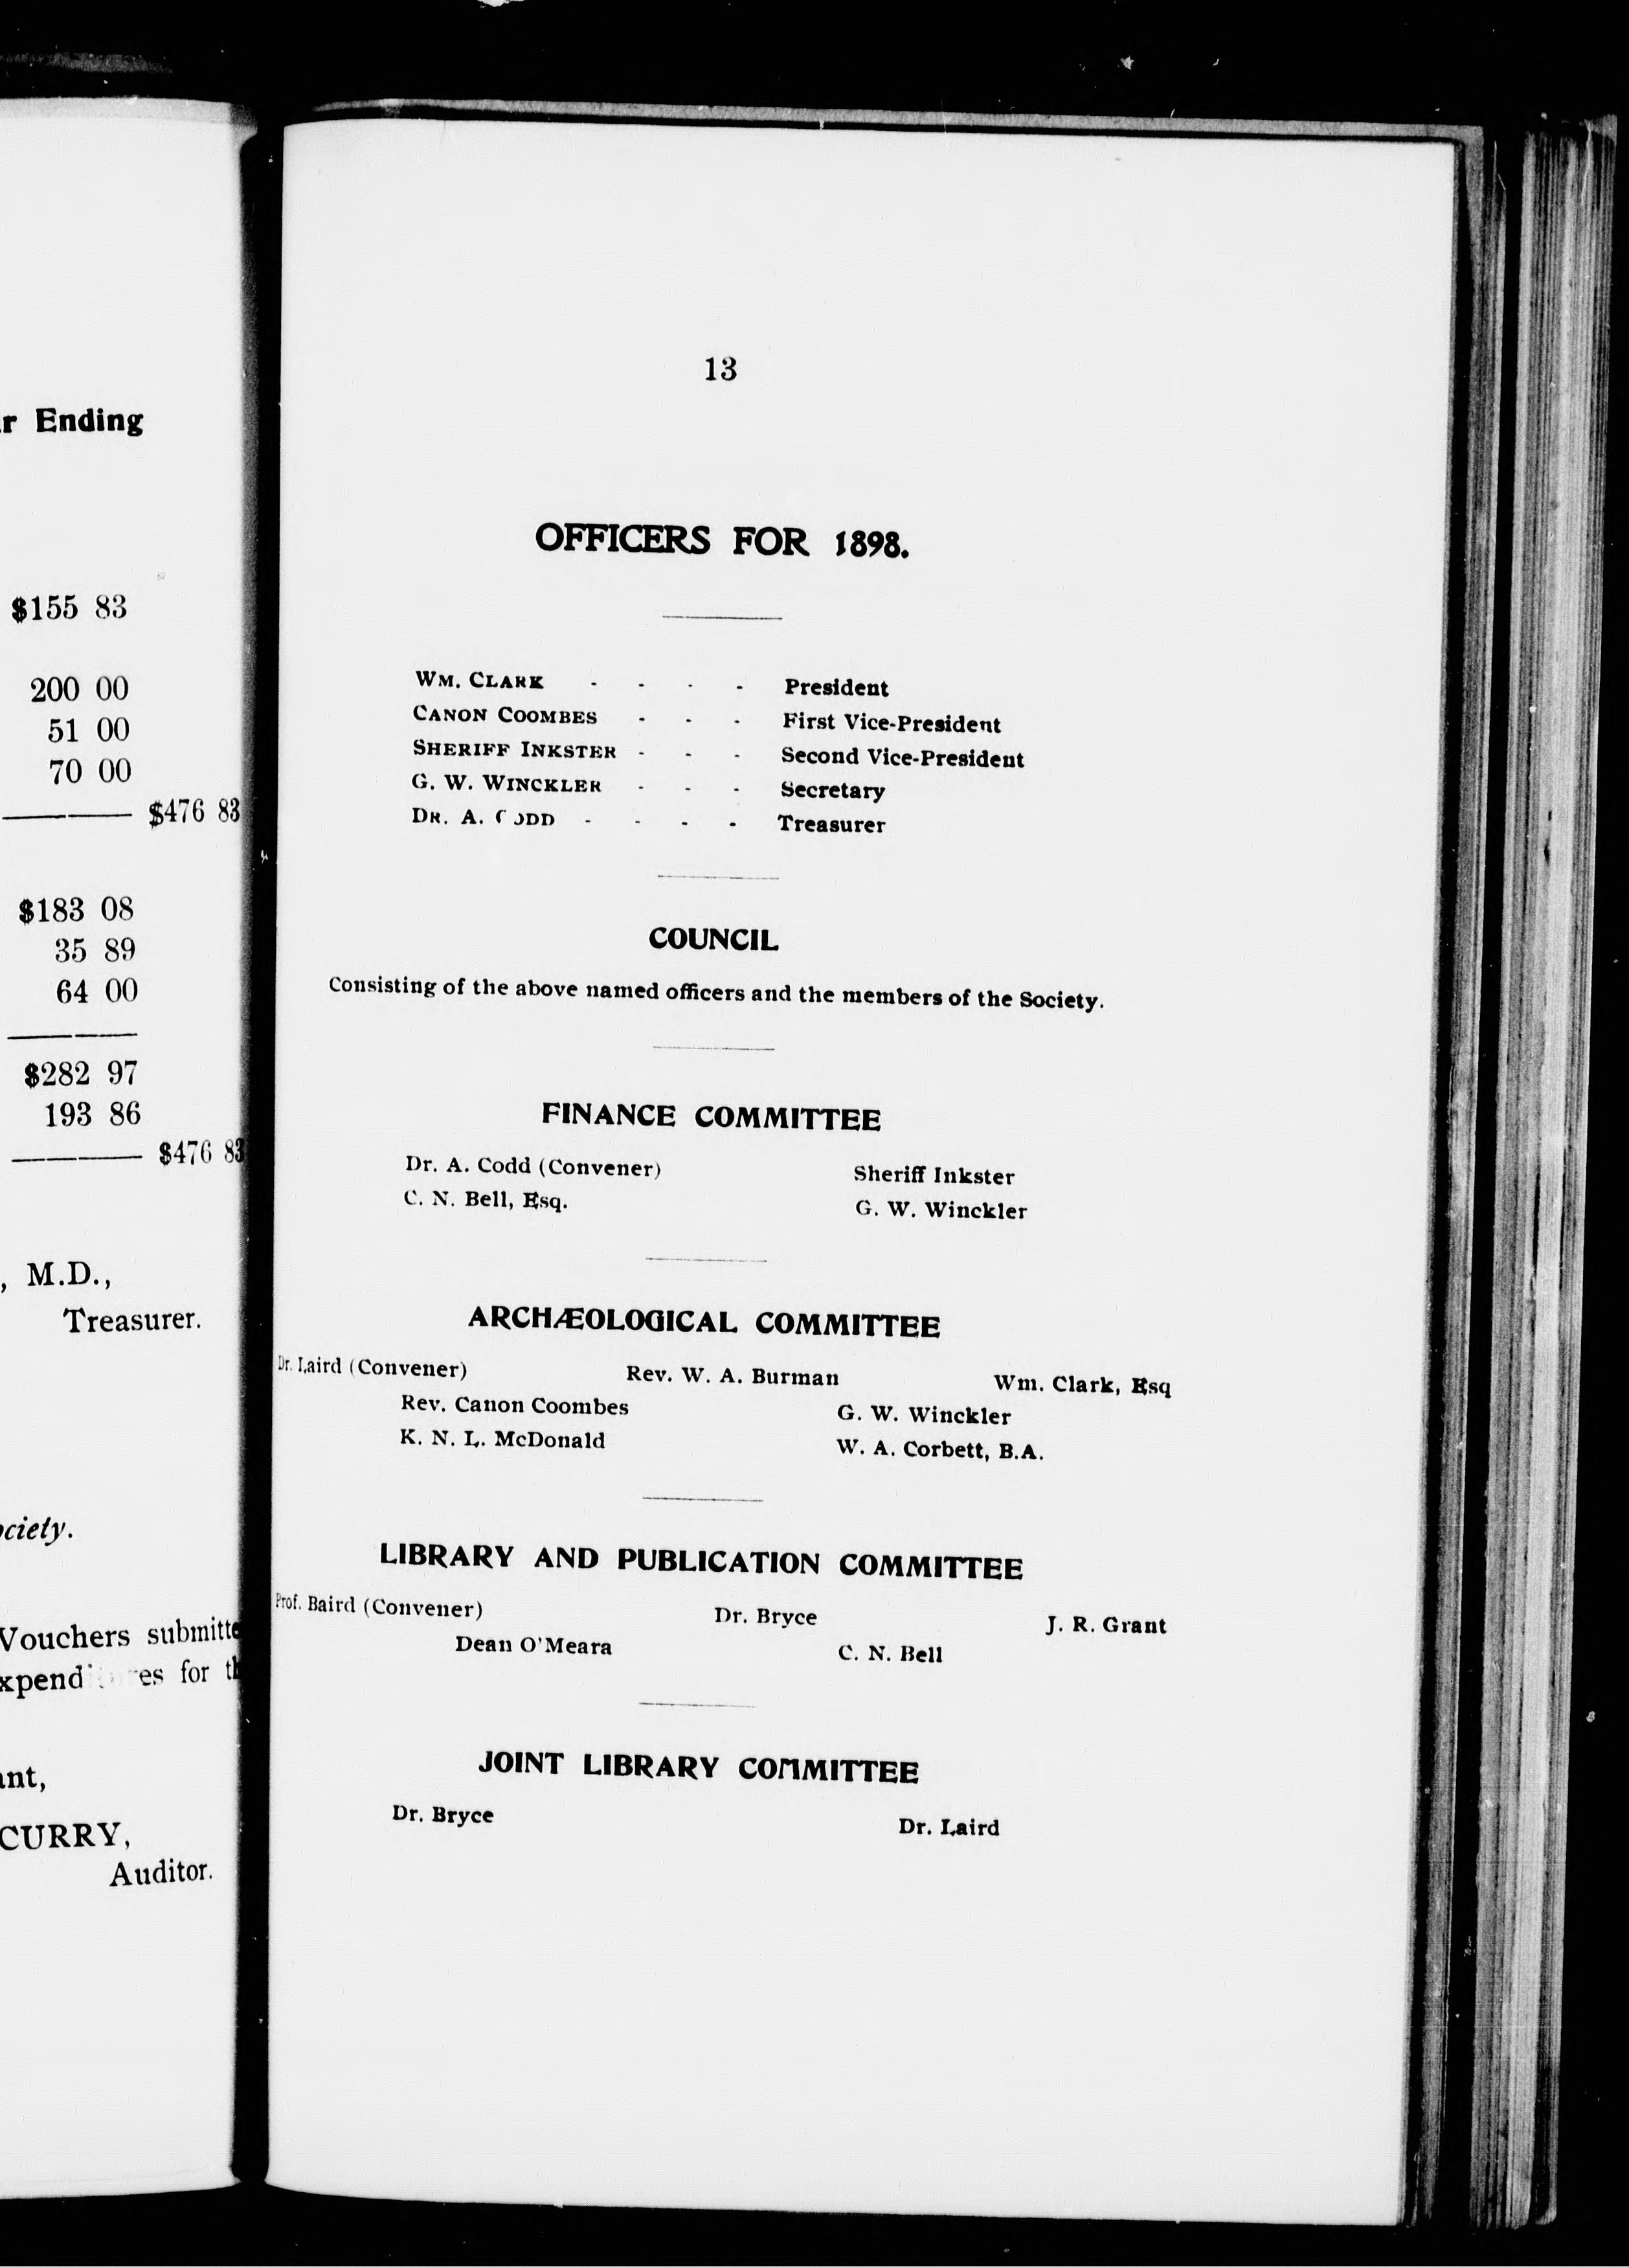 r Ending
$155 83
200 00
51 00
70 00
$476 83
$183 08
35 89
64 00
$282 97
193 86
$476 83
, M.D.,
Treasurer.
ociety.
Vouchers submitte
es for th
ant,
CURRY,
Auditor.
13
OFFICERS FOR 1898.
WM. CLARK - - - - President
CANON COOMBES - - - First Vice-President
SHERIFF INKSTER - - - Second Vice-President
G. W. WINCKLER - - - Secretary
DR. A. CODD - - - - Treasurer
COUNCIL
Consisting of the above named officers and the members of the Society.
FINANCE COMMITTEE
Dr. A. Codd (Convener) Sheriff Inkster
C. N. Bell, Esq. G. W. Winckler
ARCHÆOLOGICAL COMMITTEE
Dr. Laird (Convener) Rev. W. A. Burman Wm. Clark, Esq
Rev. Canon Coombes G. W. Winckler
K. N. L. McDonald W. A. Corbett, B.A.
LIBRARY AND PUBLICATION COMMITTEE
Prof. Baird (Convener) Dr. Bryce J. R. Grant
Dean O'Meara C. N. Bell
JOINT LIBRARY COMMITTEE
Dr. Bryce Dr. Laird